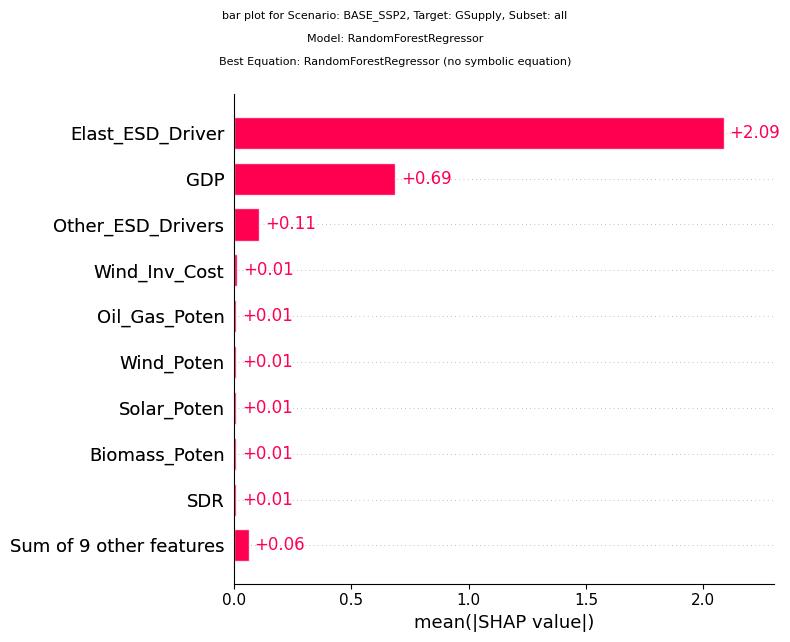 bar plot for Scenario: BASE_SSP2, Target: GSupply, Subset: all
Model: RandomForestRegressor
Best Equation: RandomForestRegressor (no symbolic equation)
Elast_ESD_Driver +2.09
GDP +0.69
Other_ESD_Drivers +0.11
Wind_Inv_Cost +0.01
Oil_Gas_Poten +0.01
Wind_Poten +0.01
Solar_Poten +0.01
Biomass_Poten +0.01
SDR +0.01
Sum of 9 other features +0.06
0.0 0.5 1.0 1.5 2.0
mean(|SHAP value|)